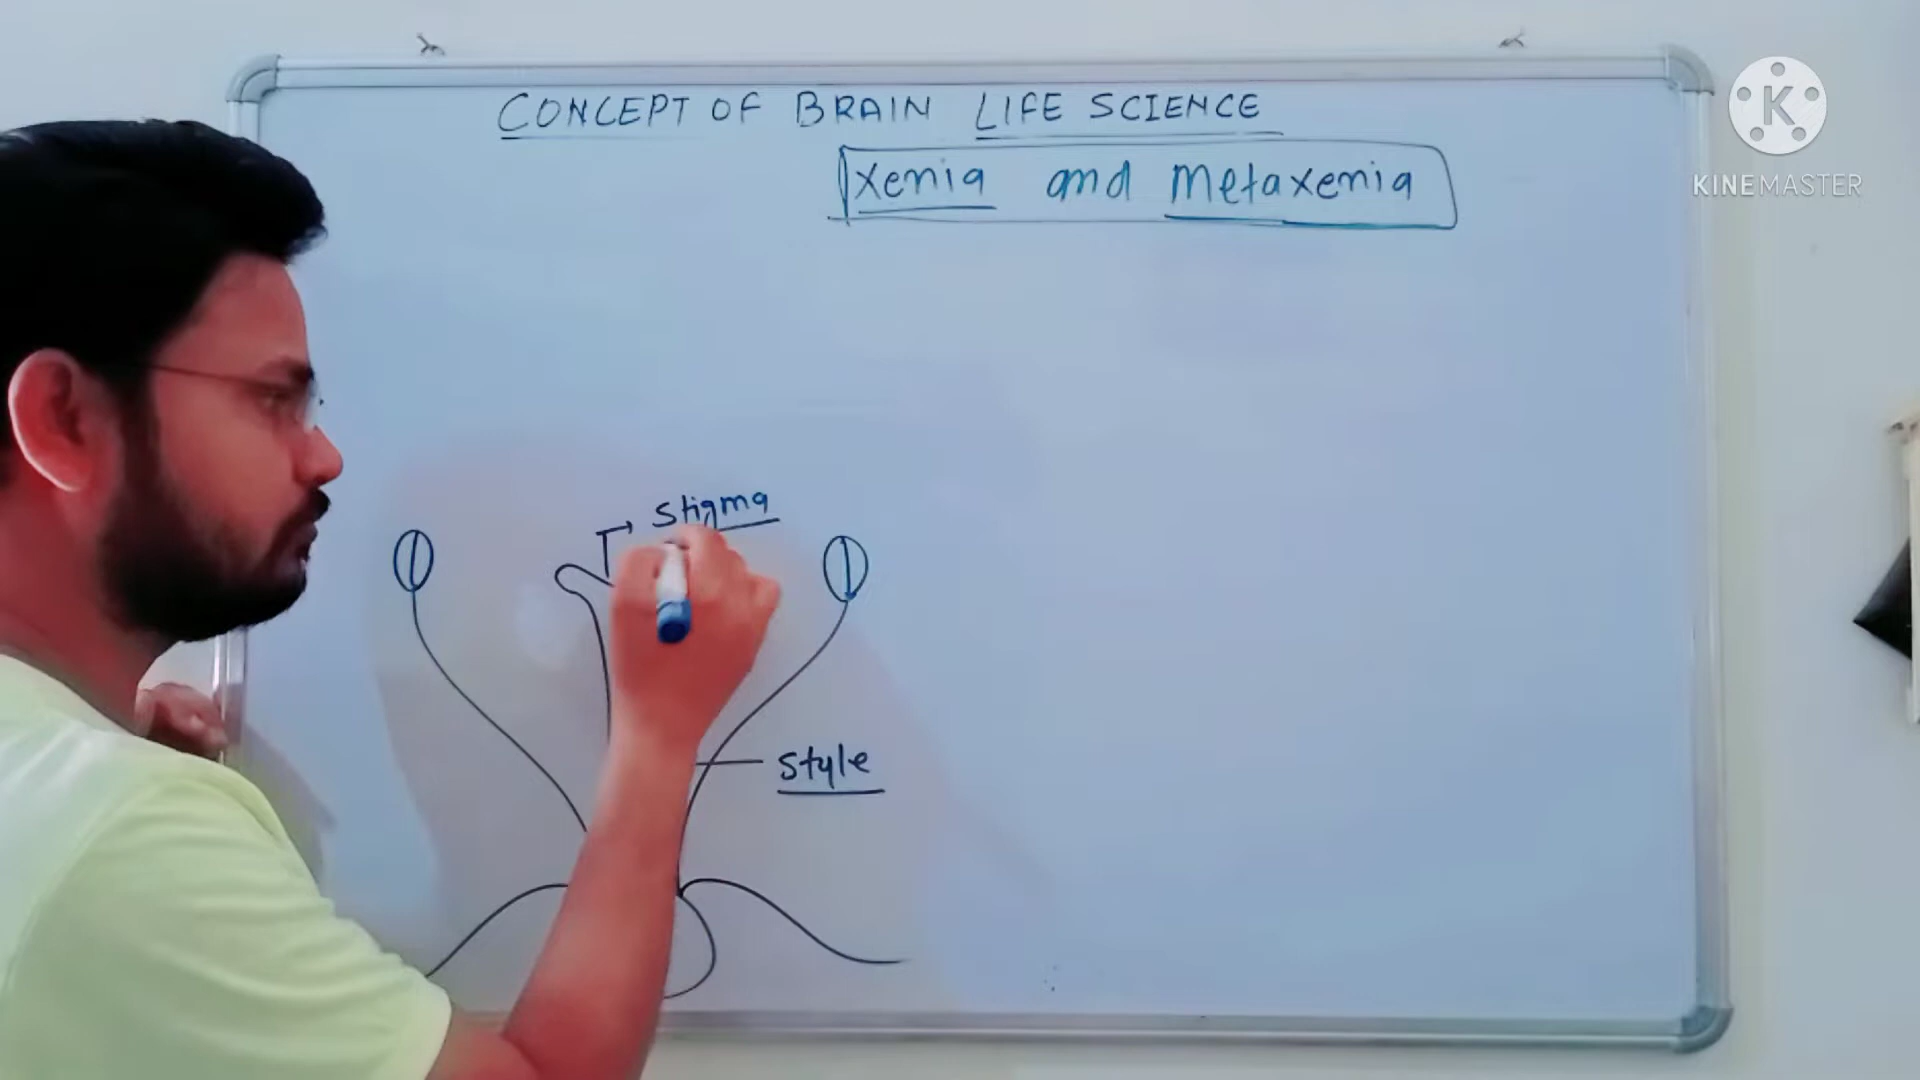 CONCEPT OF BRAIN LIFE SCIENCE
Xenia and Metaxenia
K
KINEMASTER
Stigma
Style